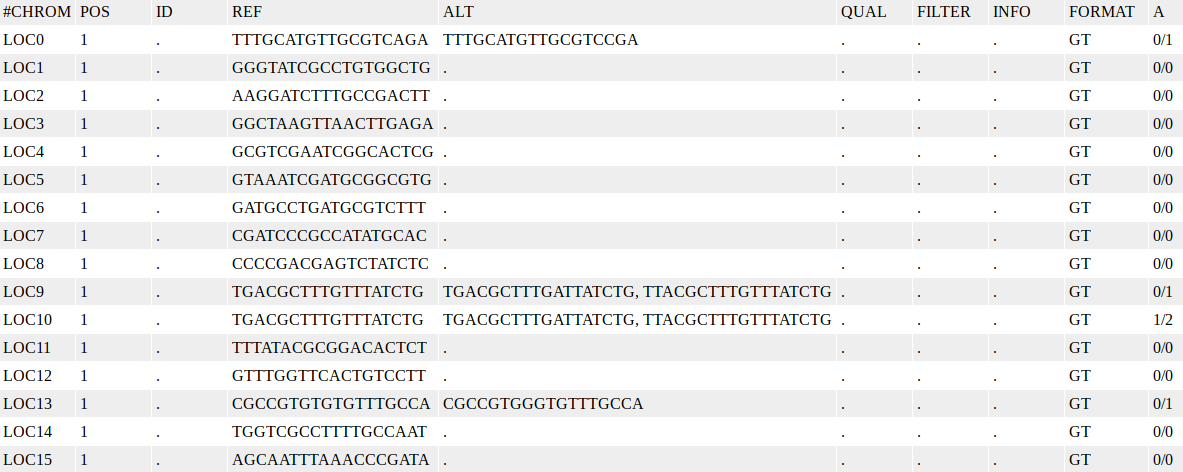 #CHROM POS ID REF ALT QUAL FILTER INFO FORMAT A
LOC0 1 . TTTGCATGTTGCGTCAGA TTTGCATGTTGCGTCCGA . . . GT 0/1
LOC1 1 . GGGTATCGCCTGTGGCTG . . . . GT 0/0
LOC2 1 . AAGGATCTTTGCCGACTT . . . . GT 0/0
LOC3 1 . GGCTAAGTTAACTTGAGA . . . . GT 0/0
LOC4 1 . GCGTCGAATCGGCACTCG . . . . GT 0/0
LOC5 1 . GTAAATCGATGCGGCGTG . . . . GT 0/0
LOC6 1 . GATGCCTGATGCGTCTTT . . . . GT 0/0
LOC7 1 . CGATCCCGCCATATGCAC . . . . GT 0/0
LOC8 1 . CCCCGACGAGTCTATCTC . . . . GT 0/0
LOC9 1 . TGACGCTTTGTTTATCTG TGACGCTTTGATTATCTG, TTACGCTTTGTTTATCTG . . . GT 0/1
LOC10 1 . TGACGCTTTGTTTATCTG TGACGCTTTGATTATCTG, TTACGCTTTGTTTATCTG . . . GT 1/2
LOC11 1 . TTTATACGCGGACACTCT . . . . GT 0/0
LOC12 1 . GTTTGGTTCACTGTCCTT . . . . GT 0/0
LOC13 1 . CGCCGTGTGTGTTTGCCA CGCCGTGGGTGTTTGCCA . . . GT 0/1
LOC14 1 . TGGTCGCCTTTTGCCAAT . . . . GT 0/0
LOC15 1 . AGCAATTTAAACCCGATA . . . . GT 0/0